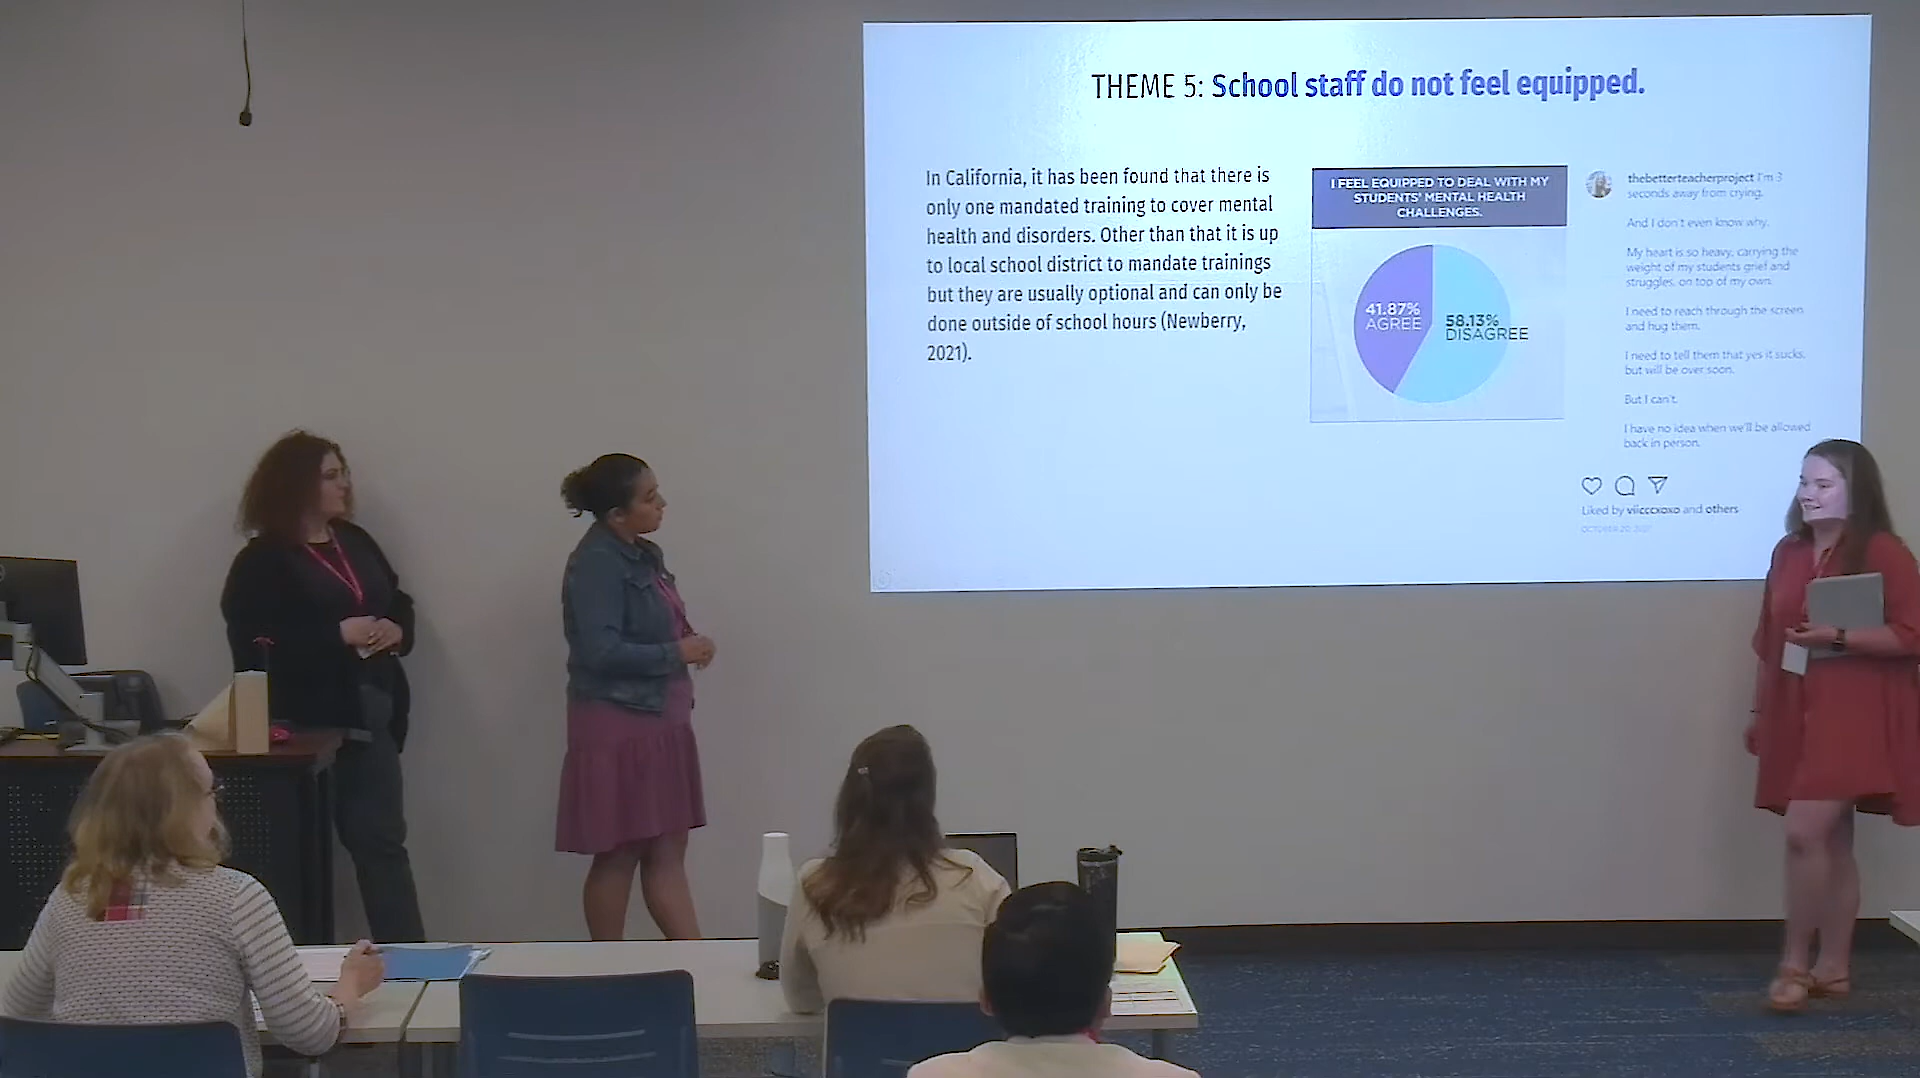 THEME 5: School staff do not feel equipped.
In California, it has been found that there is
only one mandated training to cover mental
health and disorders. Other than that it is up
to local school district to mandate trainings
but they are usually optional and can only be
done outside of school hours (Newberry,
2021).
I FEEL EQUIPPED TO DEAL WITH MY
STUDENTS' MENTAL HEALTH
CHALLENGES.
41.87%
AGREE
58.13%
DISAGREE
thebetterteacherproject I'm 3
seconds away from crying.
And I don't even know why.
My heart is so heavy, carrying the
weight of my students grief and
struggles, on top of my own.
I need to reach through the screen
and hug them.
I need to tell them that yes it sucks,
but will be over soon.
But I can't.
I have no idea when we'll be allowed
back in person.
Liked by viicccxoxo and others
OCTOBER 20,